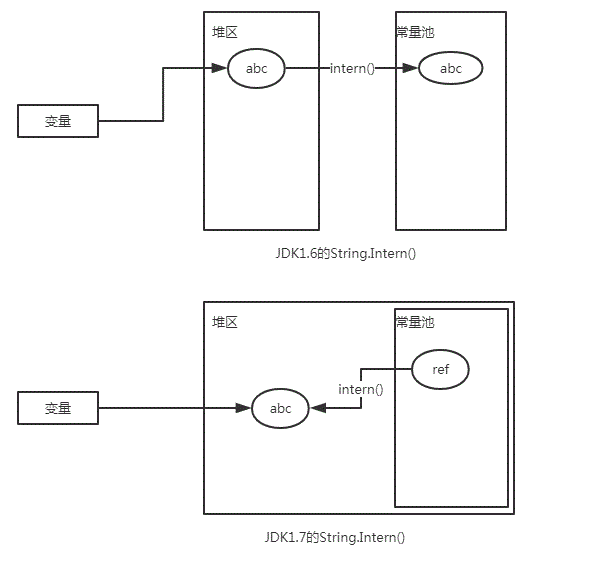 堆区
常量池
abc
intern()
abc
变量
JDK1.6的String.Intern()
堆区
常量池
ref
intern()
变量
abc
JDK1.7的String.Intern()